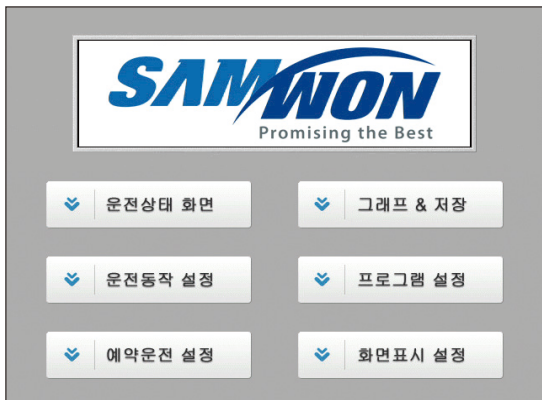 SAMWON
Promising the Best
운전상태 화면
그래프 & 저장
운전동작 설정
프로그램 설정
예약운전 설정
화면표시 설정